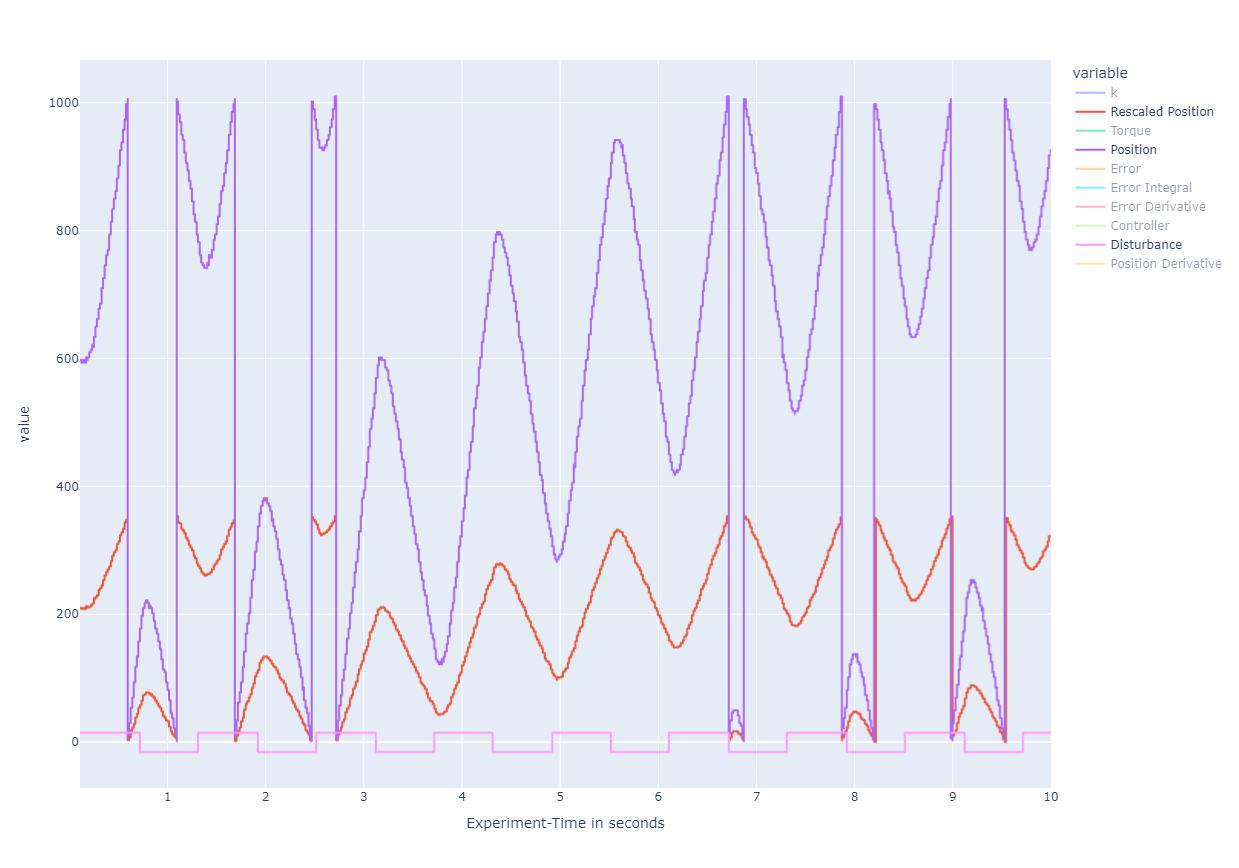 variable
k
Rescaled Position
Torque
Position
Error
Error Integral
Error Derivative
Controller
Disturbance
Position Derivative
1000
800
600
400
200
0
value
1 2 3 4 5 6 7 8 9 10
Experiment-Time in seconds